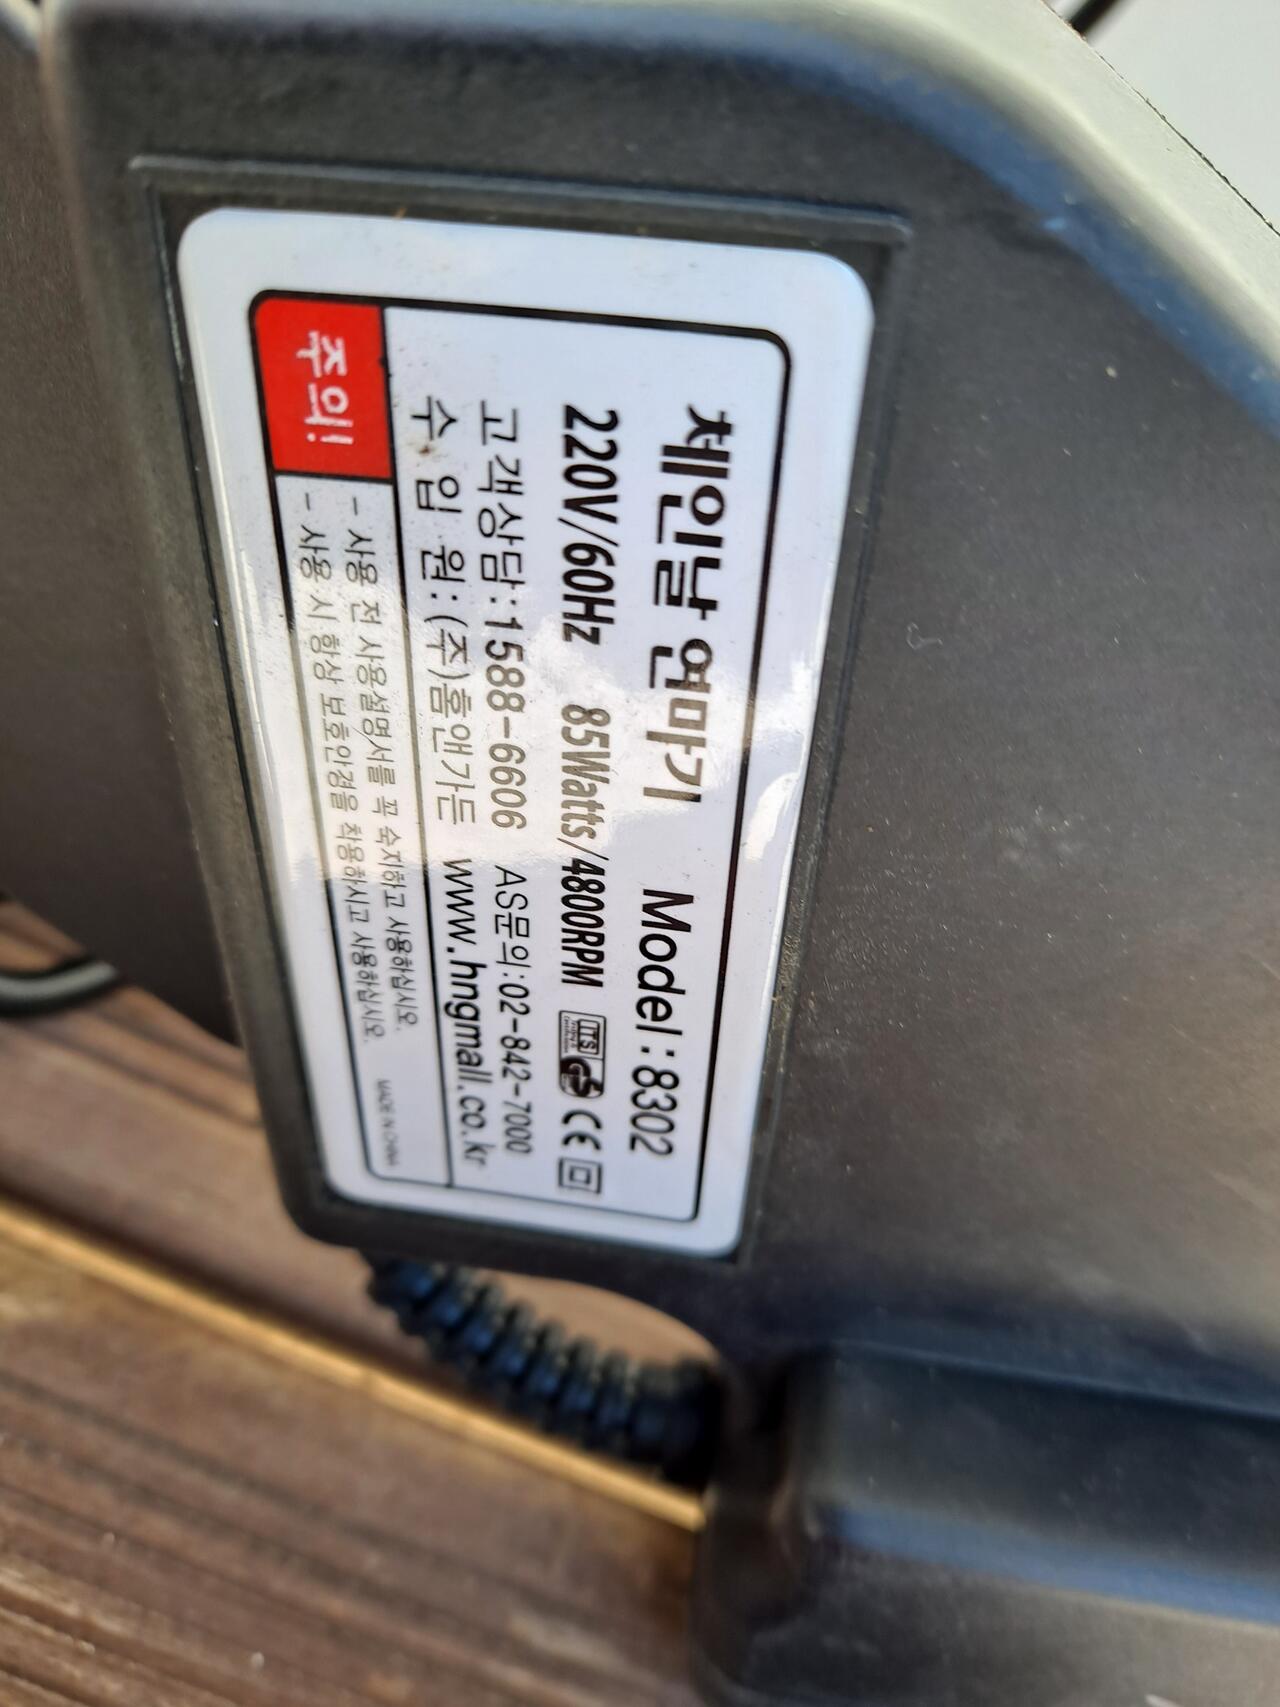 체인날 연마기 Model:8302
220V/60Hz 85Watts/4800RPM ITS GS CE
고객상담:1588-6606 AS문의:02-842-7000
수 입 원: (주)홈앤가든 www.hngmall.co.kr
주의!
- 사용 전 사용설명서를 꼭 숙지하고 사용하십시오.
- 사용 시 항상 보호안경을 착용하시고 사용하십시오.
MADE IN CHINA